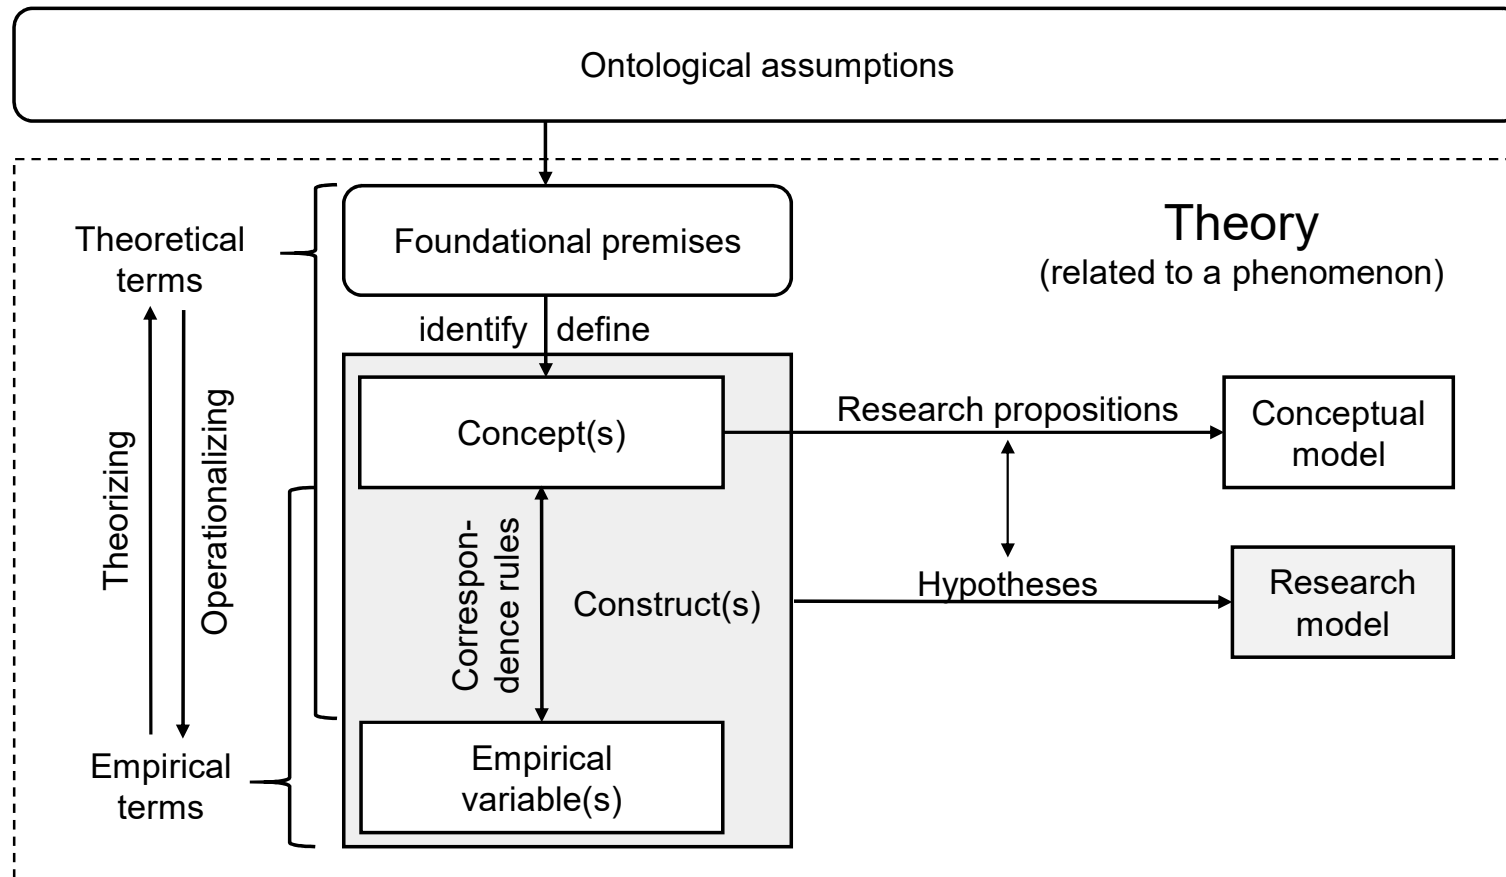 Ontological assumptions
Theory
(related to a phenomenon)
Theoretical
terms
Foundational premises
identify define
Concept(s)
Research propositions
Conceptual
model
Theorizing
Operationalizing
Correspon-
dence rules
Construct(s)
Hypotheses
Research
model
Empirical
terms
Empirical
variable(s)